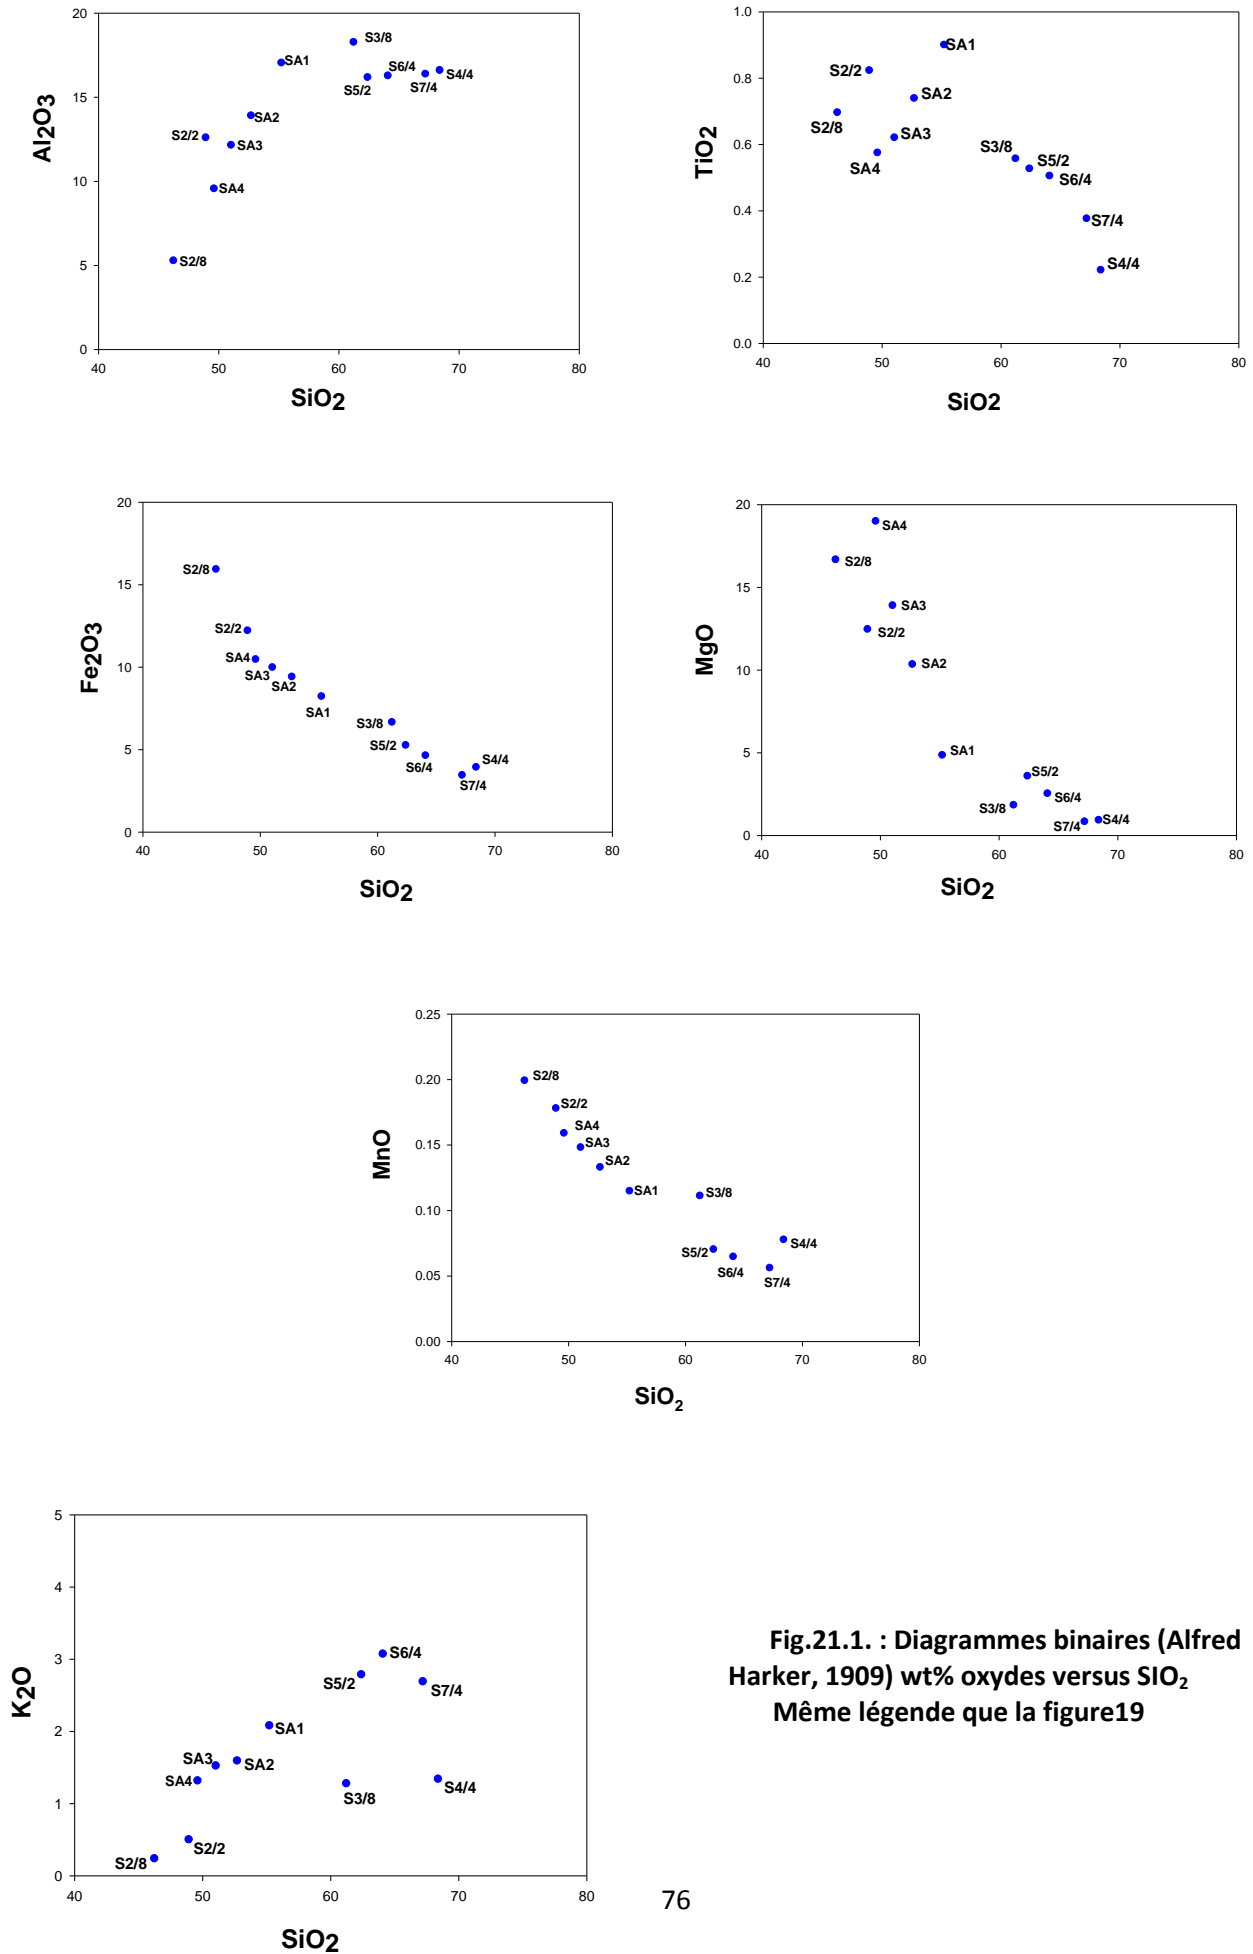 20
15
10
5
0
40
50
60
70
80
Al2O3
SiO2
S3/8
SA1
S6/4
S4/4
S5/2
S7/4
SA2
S2/2
SA3
SA4
S2/8
1.0
0.8
0.6
0.4
0.2
0.0
40
50
60
70
80
TiO2
SiO2
SA1
S2/2
SA2
S2/8
SA3
SA4
S3/8
S5/2
S6/4
S7/4
S4/4
20
15
10
5
0
40
50
60
70
80
Fe2O3
SiO2
S2/8
S2/2
SA4
SA3
SA2
SA1
S3/8
S5/2
S6/4
S4/4
S7/4
20
15
10
5
0
40
50
60
70
80
MgO
SiO2
SA4
S2/8
SA3
S2/2
SA2
SA1
S5/2
S6/4
S3/8
S7/4
S4/4
0.25
0.20
0.15
0.10
0.05
0.00
40
50
60
70
80
MnO
SiO2
S2/8
S2/2
SA4
SA3
SA2
SA1
S3/8
S5/2
S6/4
S4/4
S7/4
5
4
3
2
1
0
40
50
60
70
80
K2O
SiO2
S6/4
S5/2
S7/4
SA1
SA3
SA2
SA4
S3/8
S4/4
S2/2
S2/8
Fig.21.1. : Diagrammes binaires (Alfred
Harker, 1909) wt% oxydes versus SIO2
Même légende que la figure19
76